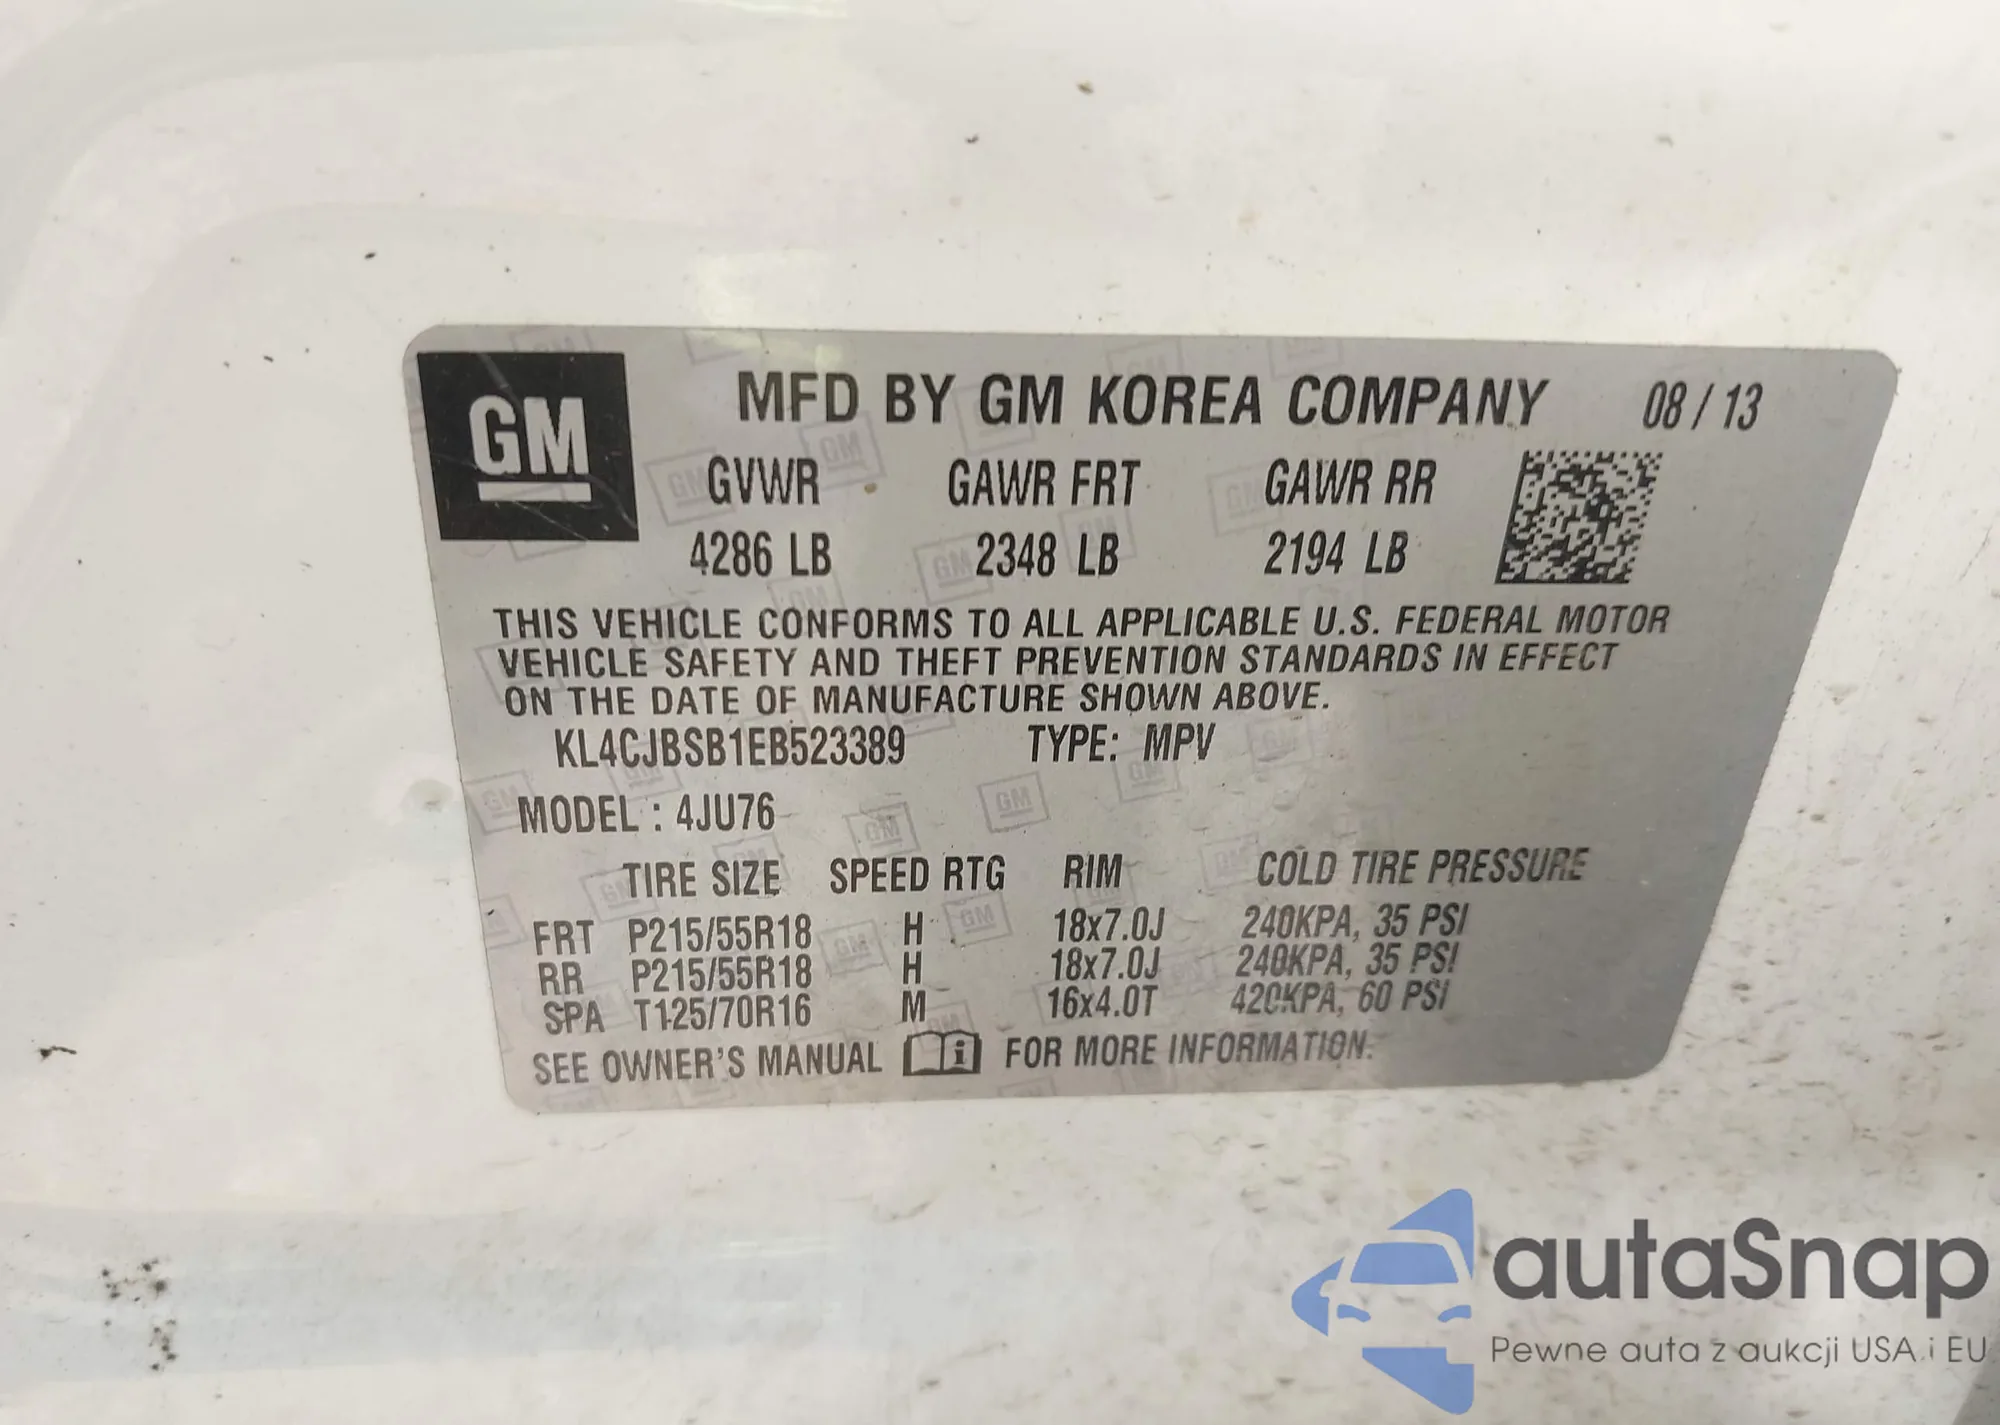 GM
MFD BY GM KOREA COMPANY 08 / 13
GVWR GAWR FRT GAWR RR
4286 LB 2348 LB 2194 LB
THIS VEHICLE CONFORMS TO ALL APPLICABLE U.S. FEDERAL MOTOR
VEHICLE SAFETY AND THEFT PREVENTION STANDARDS IN EFFECT
ON THE DATE OF MANUFACTURE SHOWN ABOVE.
KL4CJBSB1EB523389 TYPE: MPV
MODEL : 4JU76
TIRE SIZE SPEED RTG RIM COLD TIRE PRESSURE
FRT P215/55R18 H 18x7.0J 240KPA, 35 PSI
RR P215/55R18 H 18x7.0J 240KPA, 35 PSI
SPA T125/70R16 M 16x4.0T 420KPA, 60 PSI
SEE OWNER'S MANUAL i FOR MORE INFORMATION.
autaSnap
Pewne auta z aukcji USA i EU